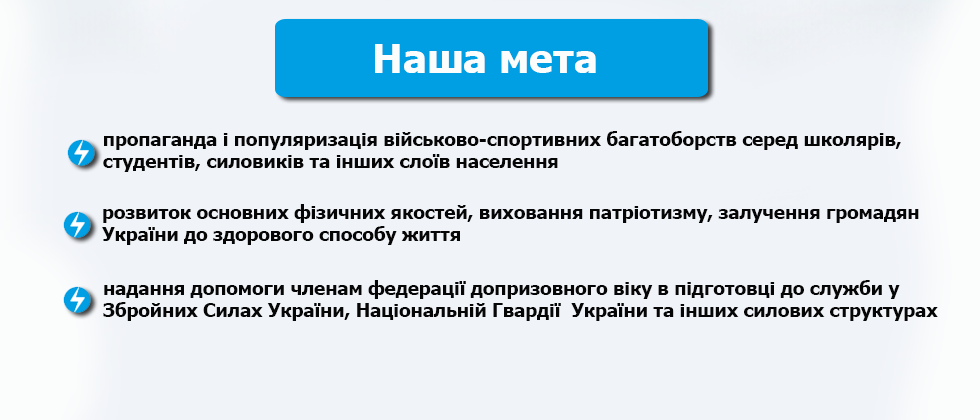 Наша мета
пропаганда і популяризація військово-спортивних багатоборств серед школярів,
студентів, силовиків та інших слоїв населення
розвиток основних фізичних якостей, виховання патріотизму, залучення громадян
України до здорового способу життя
надання допомоги членам федерації допризовного віку в підготовці до служби у
Збройних Силах України, Національній Гвардії  України та інших силових структурах